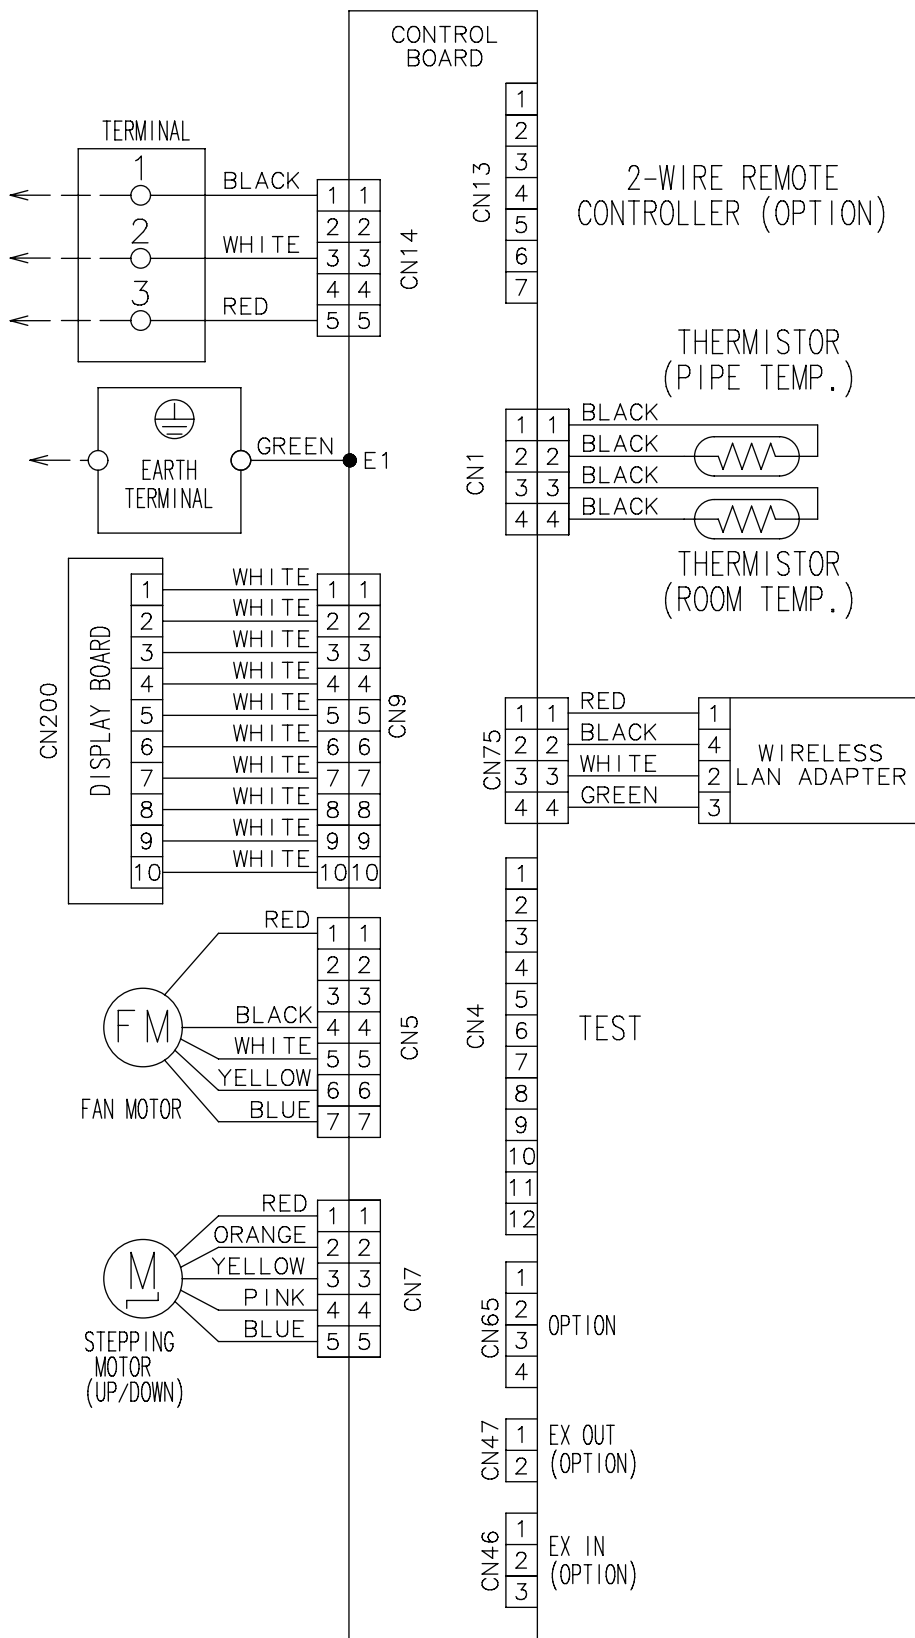 CONTROL
BOARD
TERMINAL
1
BLACK
2
WHITE
3
RED
1 1
2 2
3 3
4 4
5 5
CN14
EARTH
TERMINAL
GREEN
E1
CN200
DISPLAY BOARD
1 WHITE 1 1
2 WHITE 2 2
3 WHITE 3 3
4 WHITE 4 4
5 WHITE 5 5
6 WHITE 6 6
7 WHITE 7 7
8 WHITE 8 8
9 WHITE 9 9
10 WHITE 10 10
CN9
FM
FAN MOTOR
RED 1 1
2 2
3 3
BLACK 4 4
WHITE 5 5
YELLOW 6 6
BLUE 7 7
CN5
M
STEPPING
MOTOR
(UP/DOWN)
RED 1 1
ORANGE 2 2
YELLOW 3 3
PINK 4 4
BLUE 5 5
CN7
CN13
1
2
3
4
5
6
7
2-WIRE REMOTE
CONTROLLER (OPTION)
THERMISTOR
(PIPE TEMP.)
CN1
1 1 BLACK
2 2 BLACK
3 3 BLACK
4 4 BLACK
THERMISTOR
(ROOM TEMP.)
CN75
1 1 RED 1
2 2 BLACK 4
3 3 WHITE 2
4 4 GREEN 3
WIRELESS
LAN ADAPTER
CN4
1
2
3
4
5
6
7
8
9
10
11
12
TEST
CN65
1
2
3
4
OPTION
CN47
1
2
EX OUT
(OPTION)
CN46
1
2
3
EX IN
(OPTION)